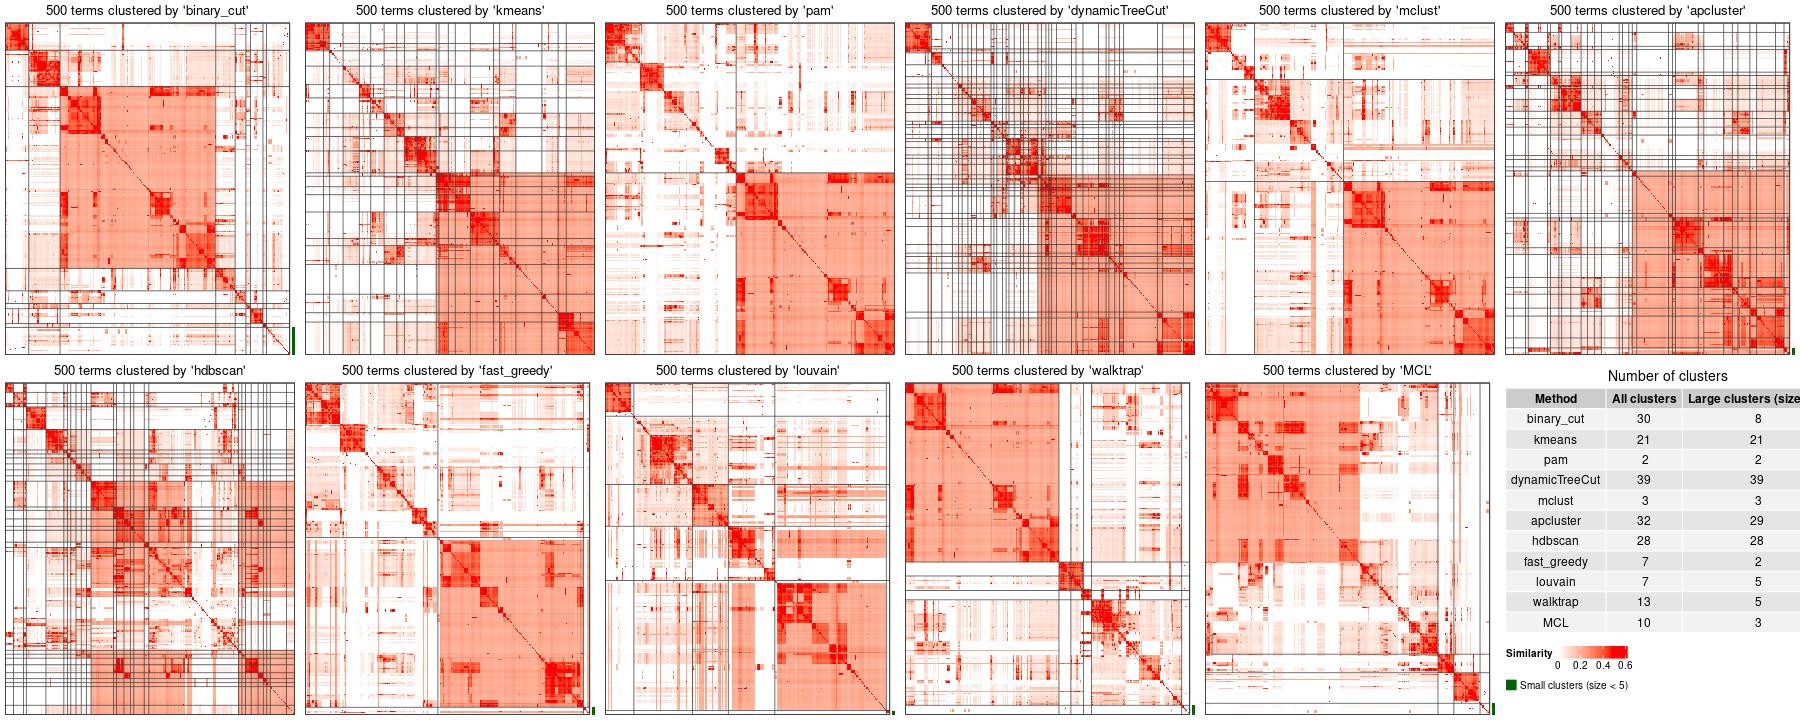 500 terms clustered by 'binary_cut'
500 terms clustered by 'kmeans'
500 terms clustered by 'pam'
500 terms clustered by 'dynamicTreeCut'
500 terms clustered by 'mclust'
500 terms clustered by 'apcluster'
500 terms clustered by 'hdbscan'
500 terms clustered by 'fast_greedy'
500 terms clustered by 'louvain'
500 terms clustered by 'walktrap'
500 terms clustered by 'MCL'
Number of clusters
Method All clusters Large clusters (size
binary_cut 30 8
kmeans 21 21
pam 2 2
dynamicTreeCut 39 39
mclust 3 3
apcluster 32 29
hdbscan 28 28
fast_greedy 7 2
louvain 7 5
walktrap 13 5
MCL 10 3
Similarity
0 0.2 0.4 0.6
Small clusters (size < 5)